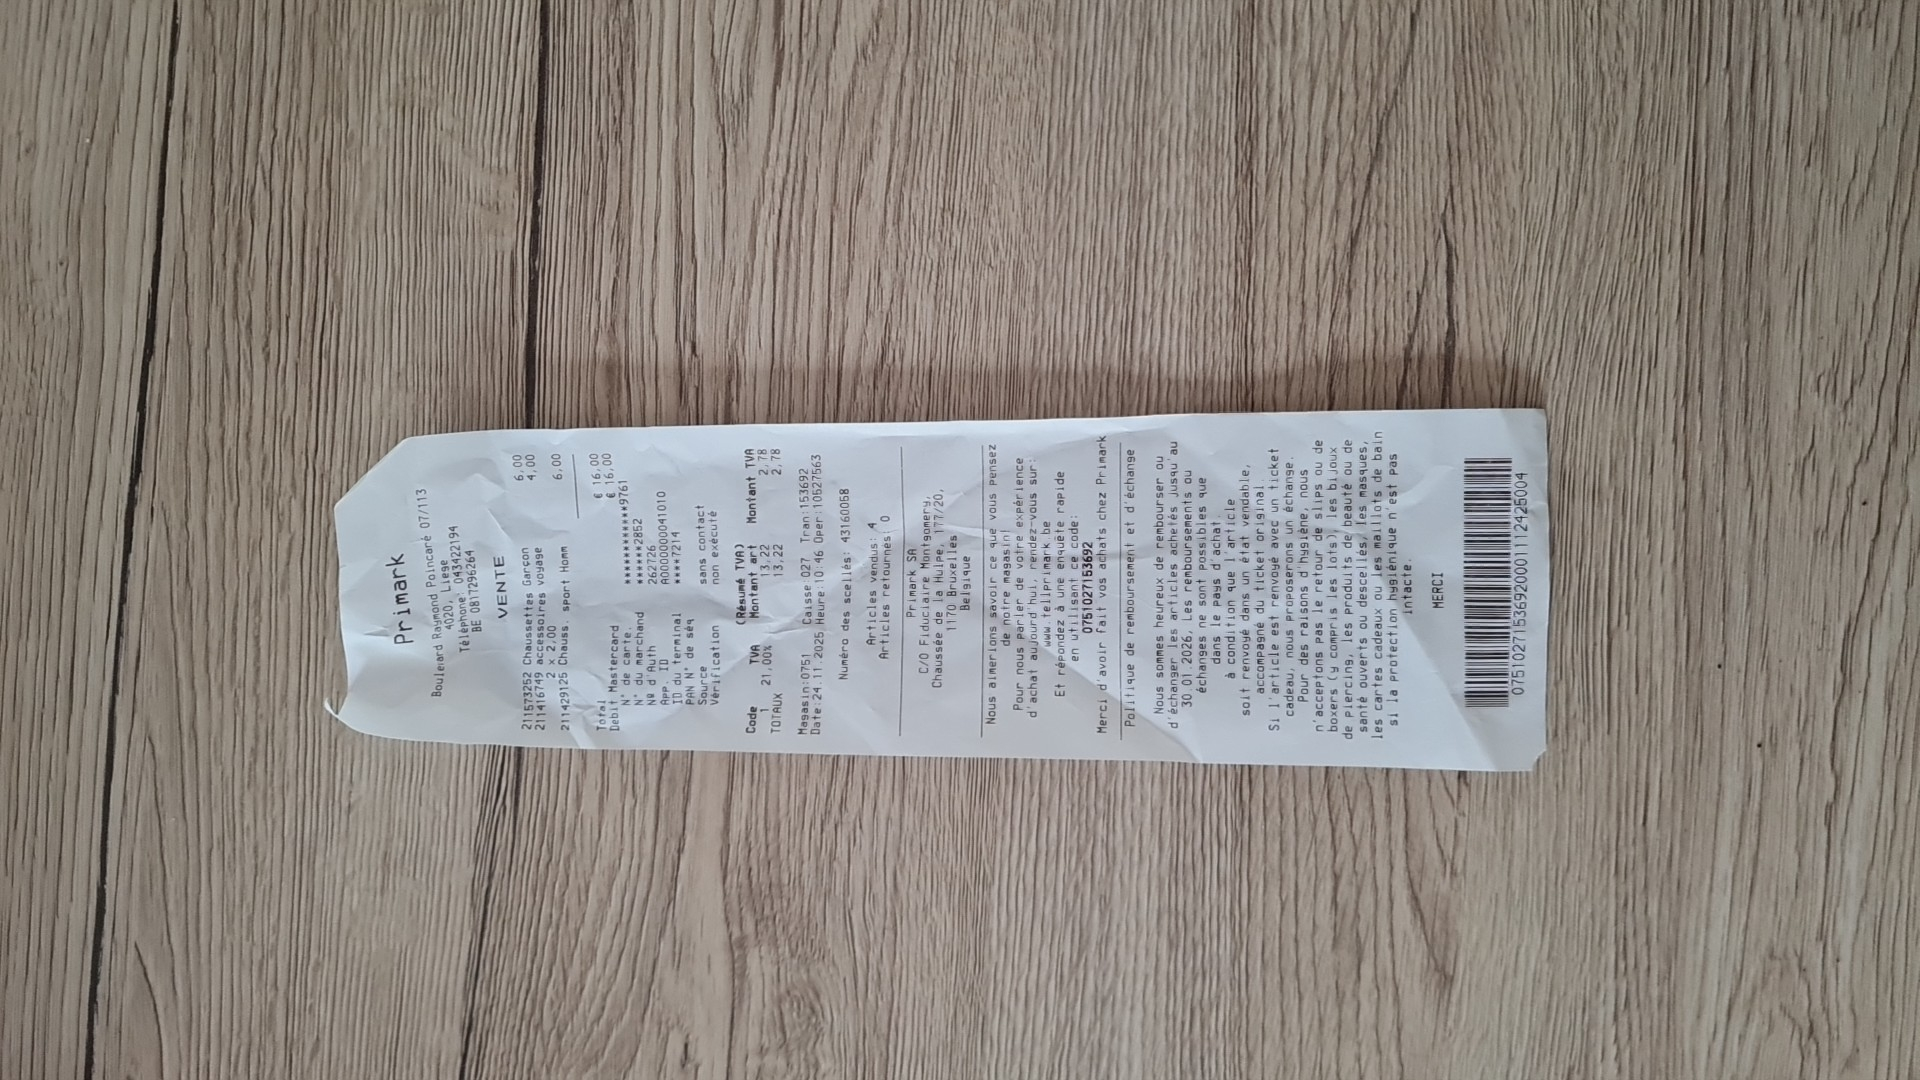 Primark
Boulevard Raymond Poincaré 07/113
4020, Liege
Téléphone: 043422194
BE 0817296264
VENTE
211573252 Chaussettes Garçon 6,00
211416749 accessoires voyage 4,00
2 x 2,00
211429125 Chauss. sport Homm 6,00
Total € 16,00
Debit Mastercard € 16,00
N° de carte. ************9761
N° du marchand ******2852
N@ d'Auth 262726
App. ID A0000000041010
ID du terminal ****7214
PAN N° de seq
Source sans contact
Vérification non exécuté
(Résumé TVA)
Code TVA Montant art Montant TVA
1 21,00% 13,22 2,78
TOTAUX 13,22 2,78
Magasin:0751 Caisse:027 Tran:153692
Date:24.11.2025 Heure:10:46 Oper:10527563
Numéro des scellés: 43160058
Articles vendus: 4
Articles retournés: 0
Primark SA
C/O Fiduciaire Montgomery,
Chaussée de la Hulpe, 177/20,
1170 Bruxelles
Belgique
Nous aimerions savoir ce que vous Pensez
de notre magasin!
Pour nous parler de votre expérience
d'achat aujourd'hui, rendez-vous sur:
www.tellprimark.be
Et répondez à une enquête rapide
en utilisant ce code:
075102715369​2
Merci d'avoir fait vos achats chez Primark
Politique de remboursement et d'échange
Nous sommes heureux de rembourser ou
d'échanger les articles achetés jusqu'au
30.01.2026. Les remboursements ou
échanges ne sont possibles que
dans le pays d'achat
à condition que l'article
soit renvoyé dans un état vendable,
accompagné du ticket original.
Si l'article est renvoyé avec un ticket
cadeau, nous proposerons un échange.
Pour des raisons d'hygiène, nous
n'acceptons pas le retour de slips ou de
boxers (y compris les lots), les bijoux
de piercing, les produits de beauté ou de
santé ouverts ou descellés, les masques,
les cartes cadeaux ou les maillots de bain
si la protection hygiénique n'est pas
intacte.
MERCI
07510271536920001112425004